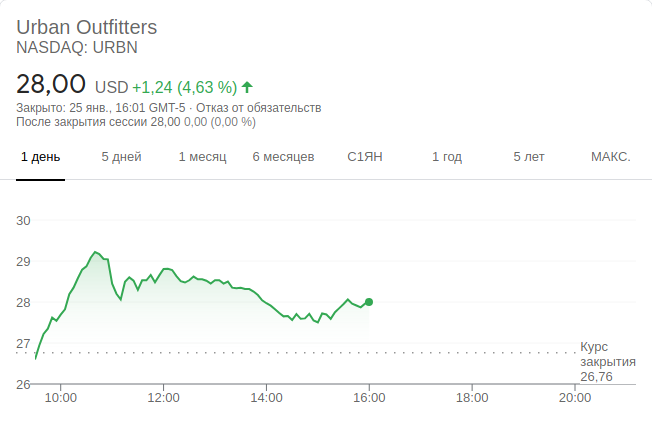 Urban Outfitters
NASDAQ: URBN
28,00 USD +1,24 (4,63 %)
Закрыто: 25 янв., 16:01 GMT-5 · Отказ от обязательств
После закрытия сессии 28,00 0,00 (0,00 %)
1 день 5 дней 1 месяц 6 месяцев С1ЯН 1 год 5 лет МАКС.
30
29
28
27
26
Курс
закрытия
26,76
10:00 12:00 14:00 16:00 18:00 20:00